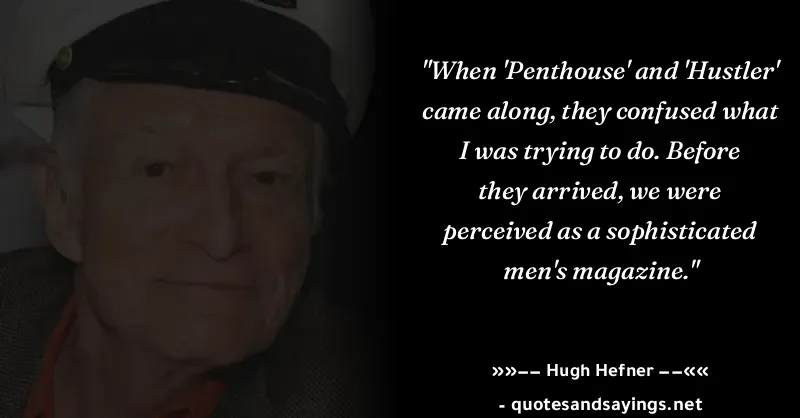 "When 'Penthouse' and 'Hustler'
came along, they confused what
I was trying to do. Before
they arrived, we were
perceived as a sophisticated
men's magazine."
»»–– Hugh Hefner ––««
- quotesandsayings.net